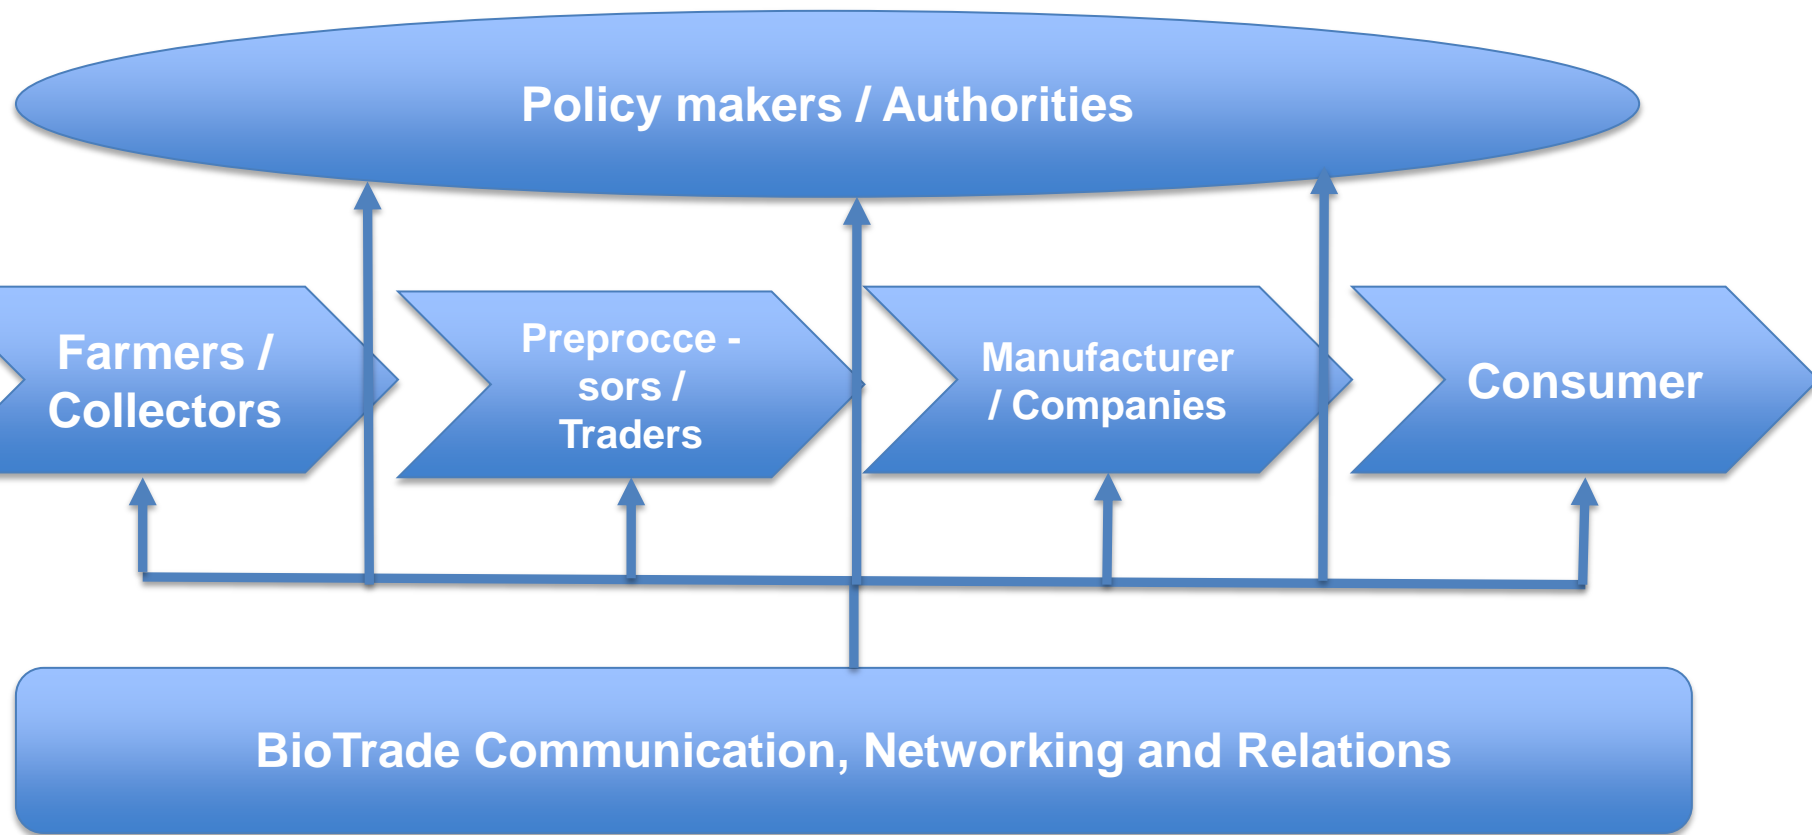 Policy makers / Authorities
Farmers /
Collectors
Preprocce -
sors /
Traders
Manufacturer
/ Companies
Consumer
BioTrade Communication, Networking and Relations